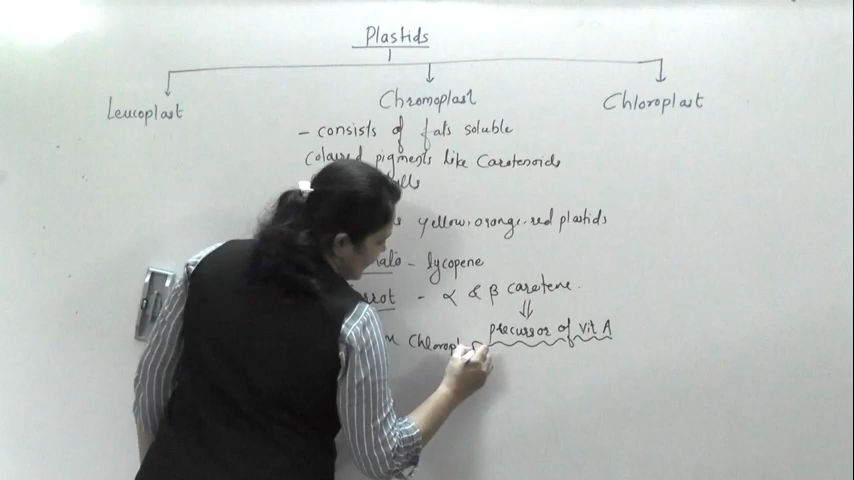 Plastids
Leucoplast Chromoplast Chloroplast
- consists of fats soluble
Coloured pigments like Carotenoids
yellow, orange, red plastids
- lycopene
- α & β carotene.
⇓
precursor of vit A